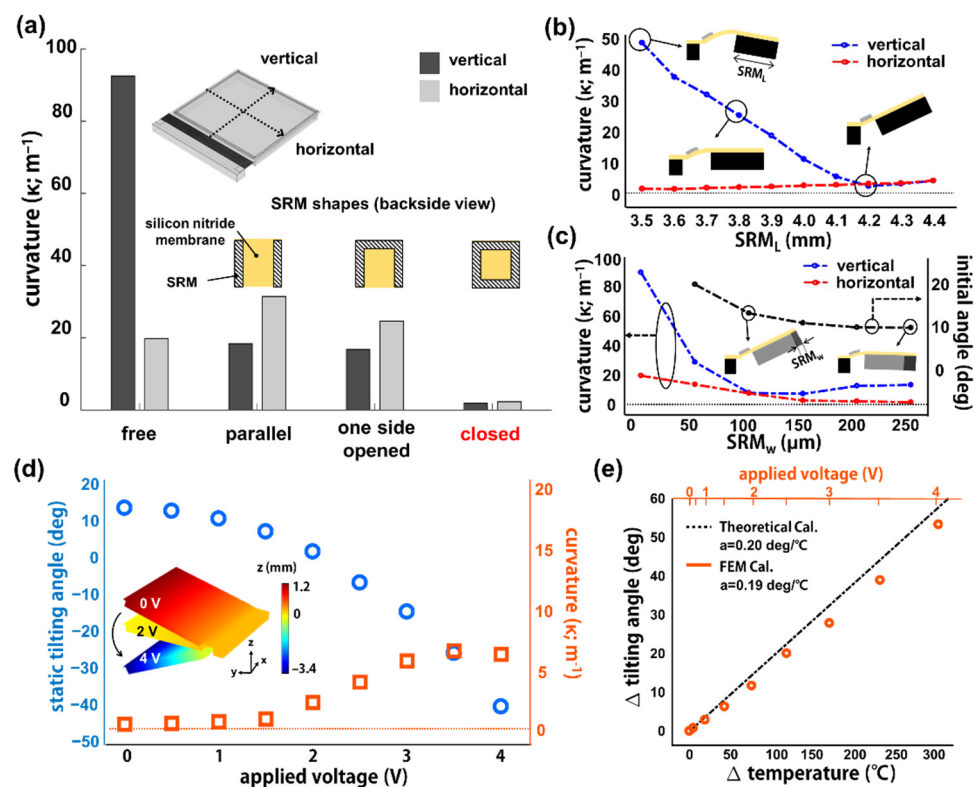 (a)
100
80
60
40
20
0
curvature (κ; m⁻¹)
vertical
horizontal
vertical
horizontal
SRM shapes (backside view)
silicon nitride
membrane
SRM
free
parallel
one side
opened
closed
(b)
50
40
30
20
10
0
curvature (κ; m⁻¹)
vertical
horizontal
SRM_L
3.5 3.6 3.7 3.8 3.9 4.0 4.1 4.2 4.3 4.4
SRM_L (mm)
(c)
100
80
60
40
20
0
curvature (κ; m⁻¹)
vertical
horizontal
20
10
0
initial angle (deg)
SRM_W
0 50 100 150 200 250
SRM_W (μm)
(d)
20
10
0
−10
−20
−30
−40
−50
static tilting angle (deg)
z (mm)
1.2
0
−3.4
0 V
2 V
4 V
z
y
x
20
15
10
5
0
curvature (κ; m⁻¹)
0 1 2 3 4
applied voltage (V)
(e)
applied voltage (V)
0 1 2 3 4
60
50
40
30
20
10
0
Δ tilting angle (deg)
Theoretical Cal.
a=0.20 deg/℃
FEM Cal.
a=0.19 deg/℃
0 50 100 150 200 250 300
Δ temperature (℃)